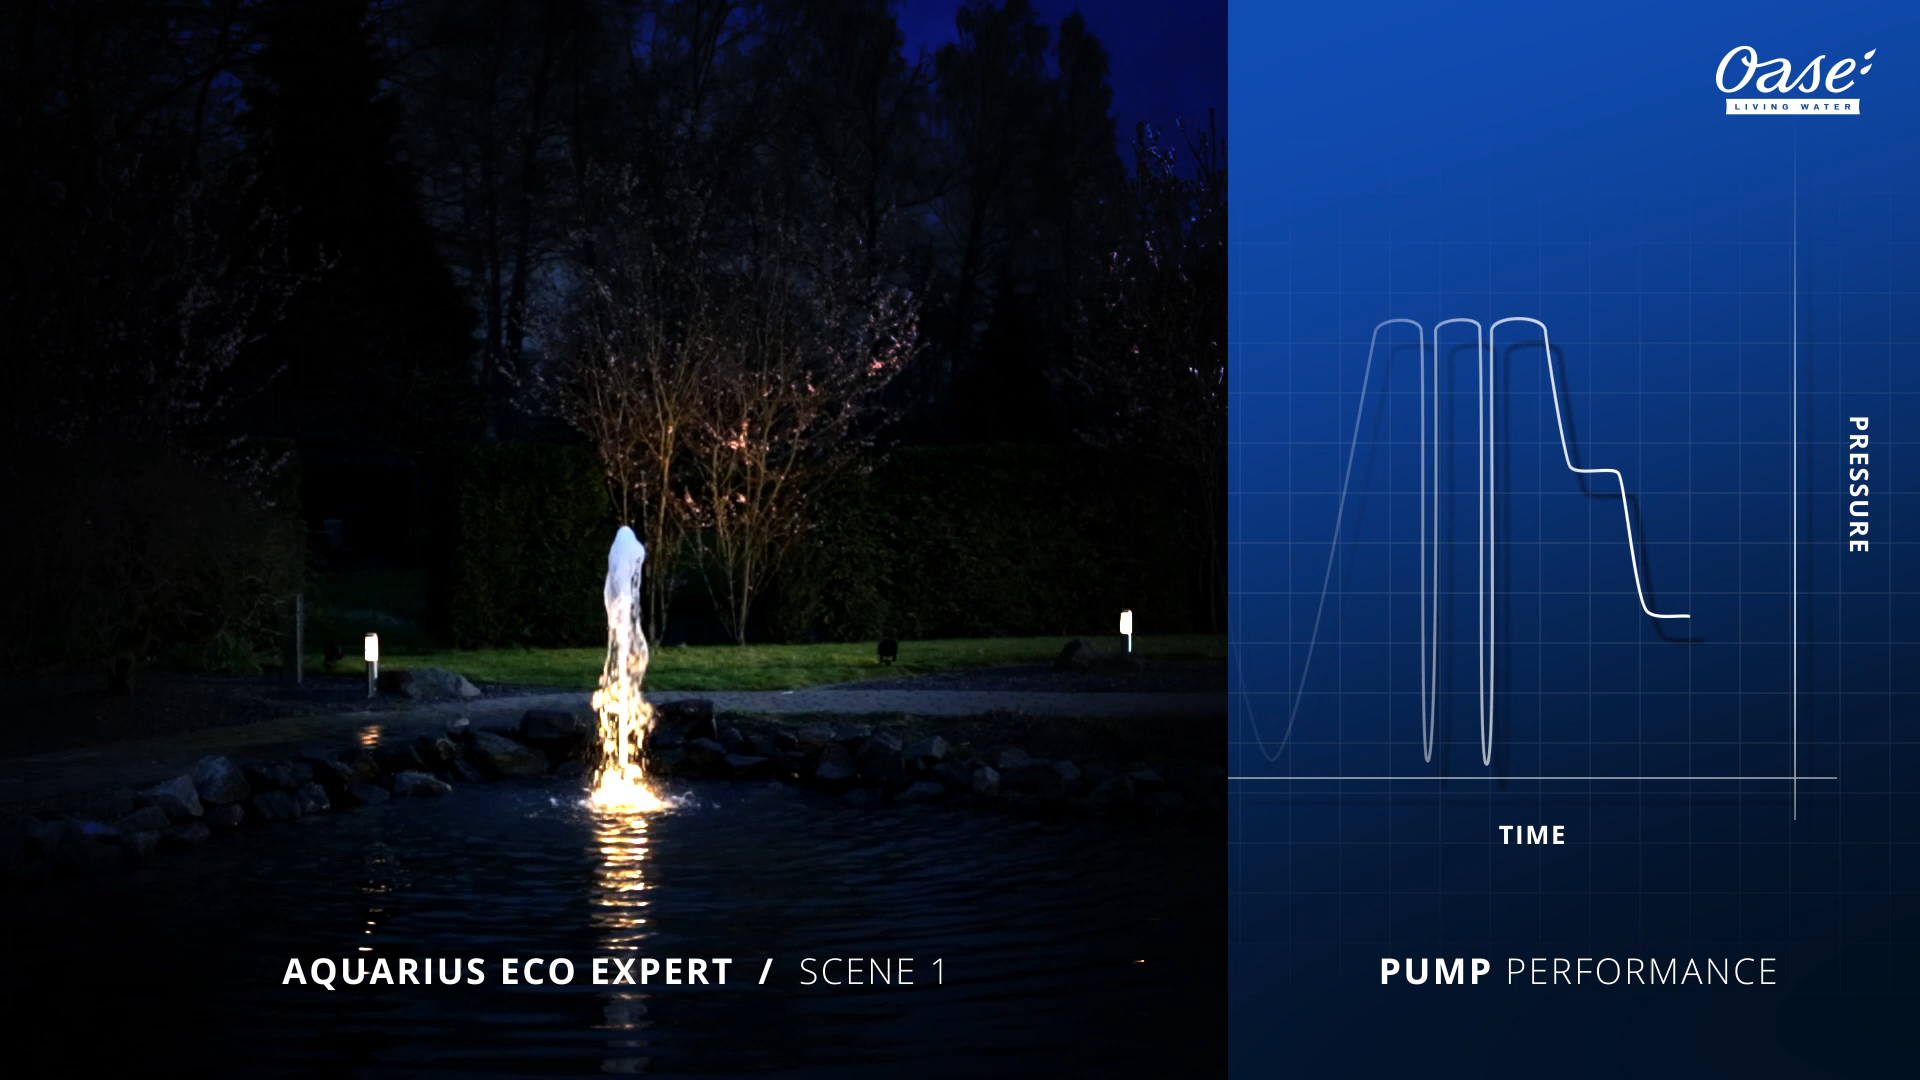 Oase
LIVING WATER
PRESSURE
TIME
AQUARIUS ECO EXPERT / SCENE 1
PUMP PERFORMANCE